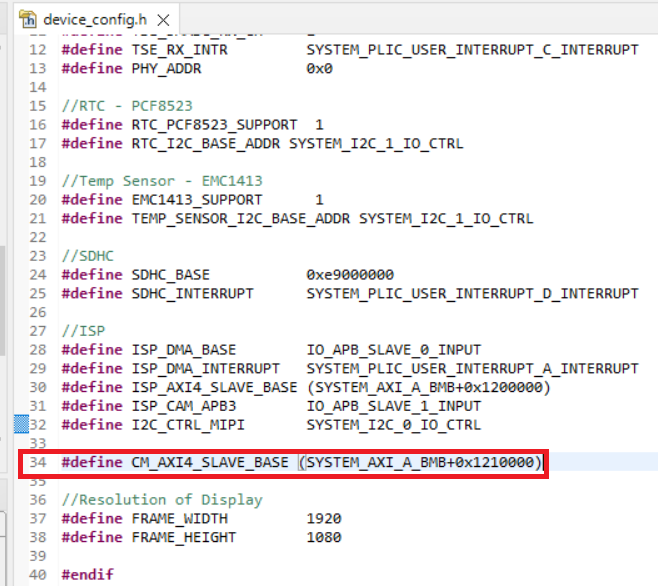 device_config.h
12 #define TSE_RX_INTR SYSTEM_PLIC_USER_INTERRUPT_C_INTERRUPT
13 #define PHY_ADDR 0x0
14
15 //RTC - PCF8523
16 #define RTC_PCF8523_SUPPORT 1
17 #define RTC_I2C_BASE_ADDR SYSTEM_I2C_1_IO_CTRL
18
19 //Temp Sensor - EMC1413
20 #define EMC1413_SUPPORT 1
21 #define TEMP_SENSOR_I2C_BASE_ADDR SYSTEM_I2C_1_IO_CTRL
22
23 //SDHC
24 #define SDHC_BASE 0xe9000000
25 #define SDHC_INTERRUPT SYSTEM_PLIC_USER_INTERRUPT_D_INTERRUPT
26
27 //ISP
28 #define ISP_DMA_BASE IO_APB_SLAVE_0_INPUT
29 #define ISP_DMA_INTERRUPT SYSTEM_PLIC_USER_INTERRUPT_A_INTERRUPT
30 #define ISP_AXI4_SLAVE_BASE (SYSTEM_AXI_A_BMB+0x1200000)
31 #define ISP_CAM_APB3 IO_APB_SLAVE_1_INPUT
32 #define I2C_CTRL_MIPI SYSTEM_I2C_0_IO_CTRL
33
34 #define CM_AXI4_SLAVE_BASE (SYSTEM_AXI_A_BMB+0x1210000)
35
36 //Resolution of Display
37 #define FRAME_WIDTH 1920
38 #define FRAME_HEIGHT 1080
39
40 #endif